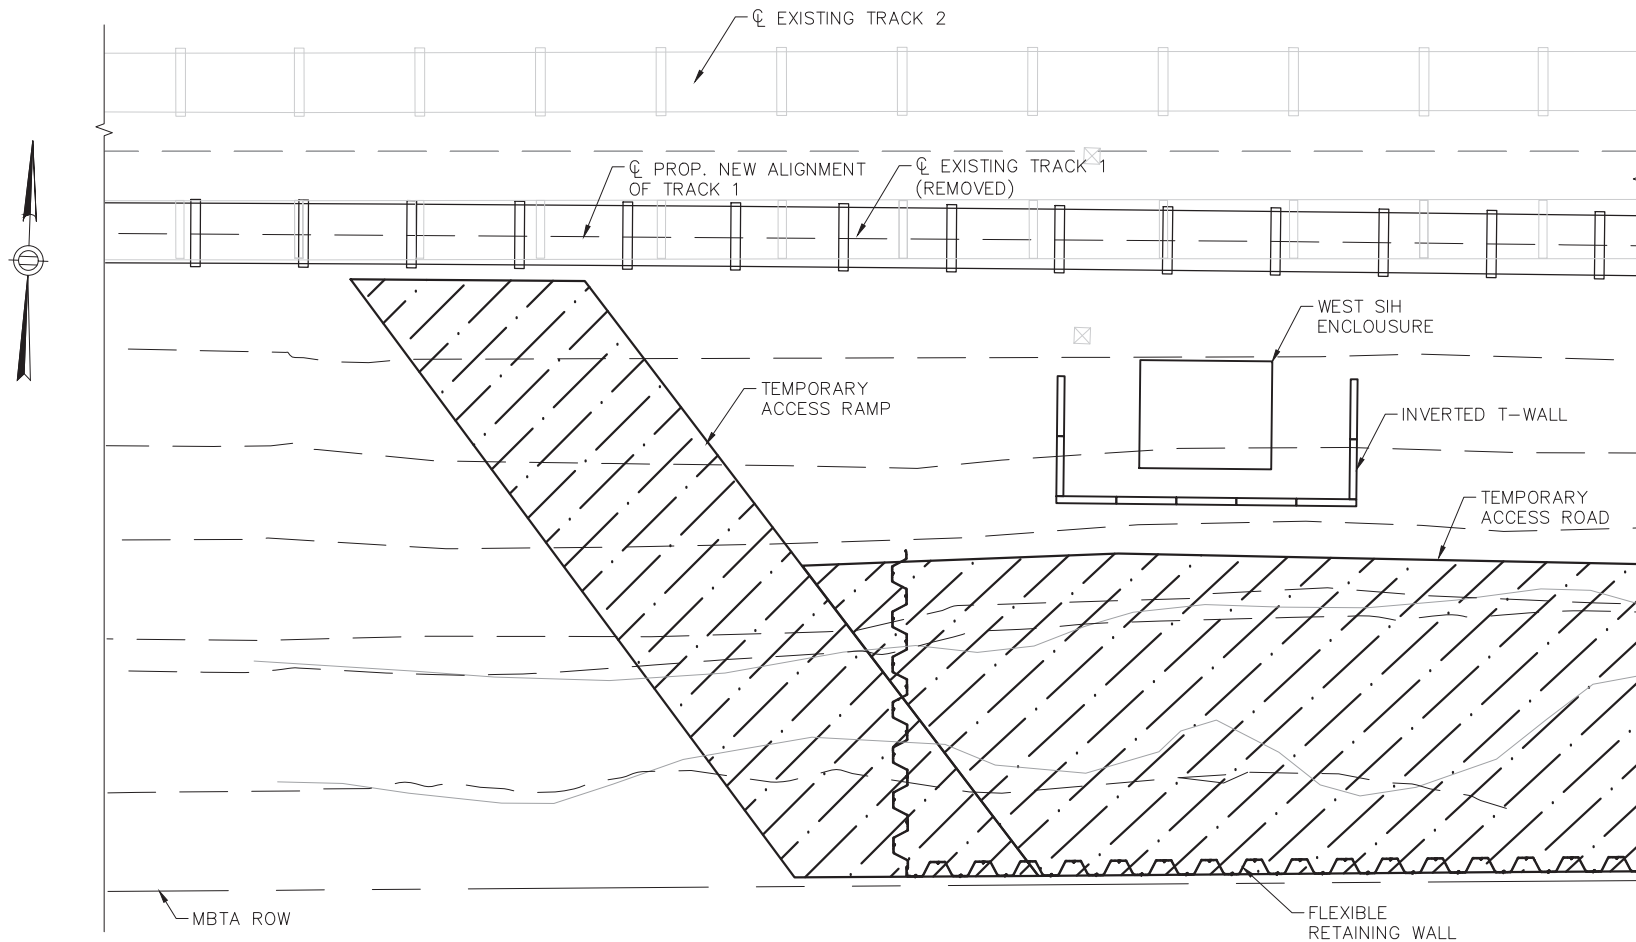 ℄ EXISTING TRACK 2
℄ PROP. NEW ALIGNMENT
OF TRACK 1
℄ EXISTING TRACK 1
(REMOVED)
WEST SIH
ENCLOUSURE
TEMPORARY
ACCESS RAMP
INVERTED T-WALL
TEMPORARY
ACCESS ROAD
MBTA ROW
FLEXIBLE
RETAINING WALL